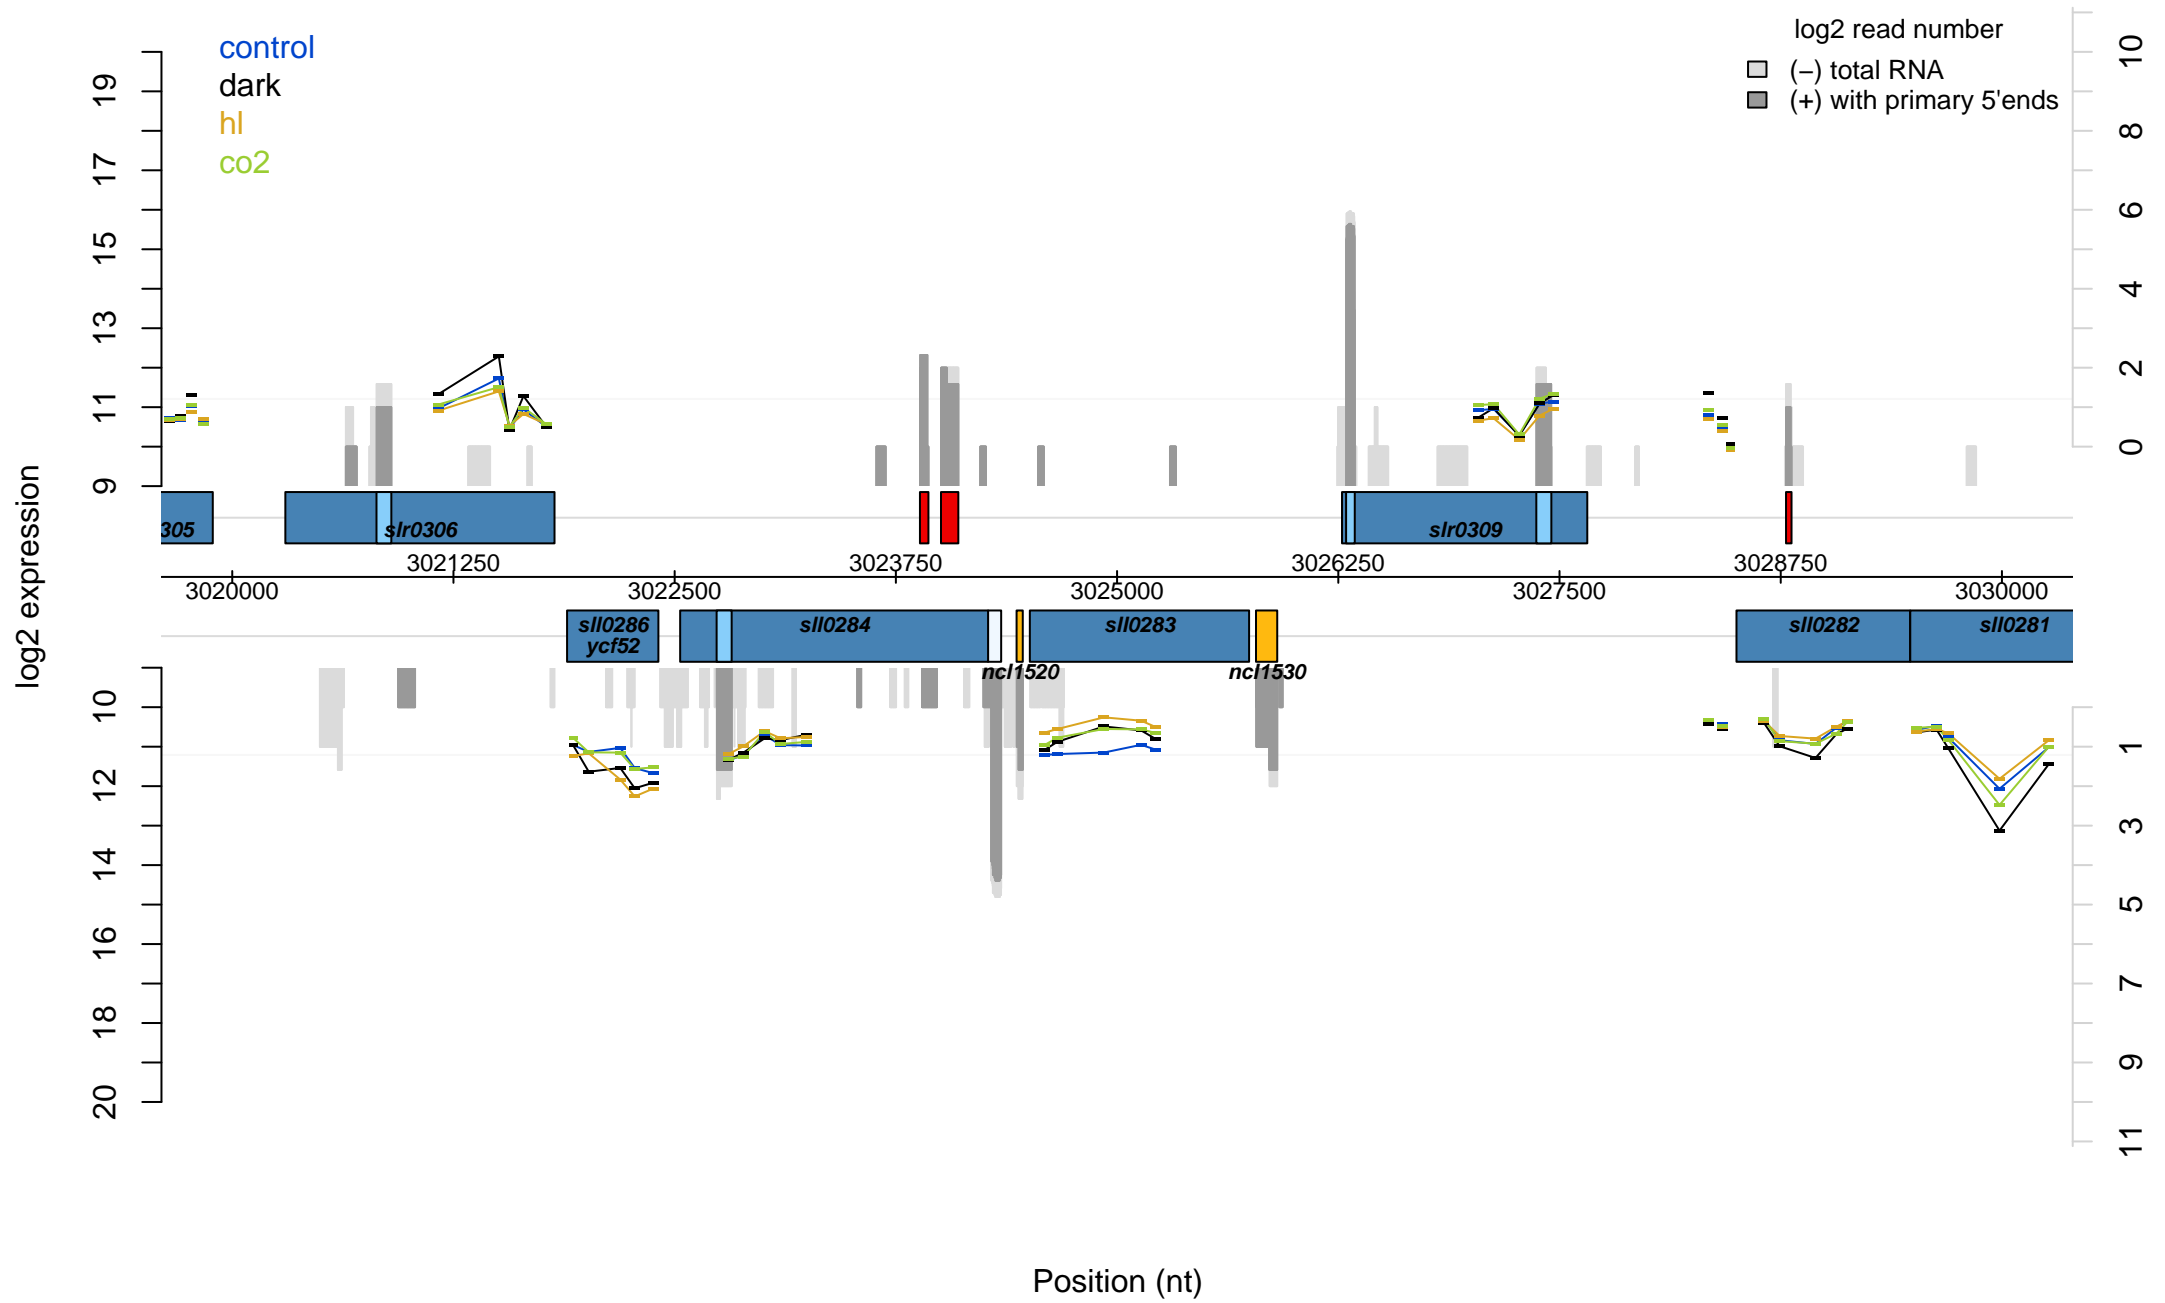 control
dark
hl
co2
log2 read number
(−) total RNA
(+) with primary 5'ends
19
17
15
13
11
9
10
8
6
4
2
0
log2 expression
305
slr0306
slr0309
3021250
3023750
3026250
3028750
3020000
3022500
3025000
3027500
3030000
sll0286
ycf52
sll0284
sll0283
sll0282
sll0281
ncl1520
ncl1530
10
12
14
16
18
20
1
3
5
7
9
11
Position (nt)